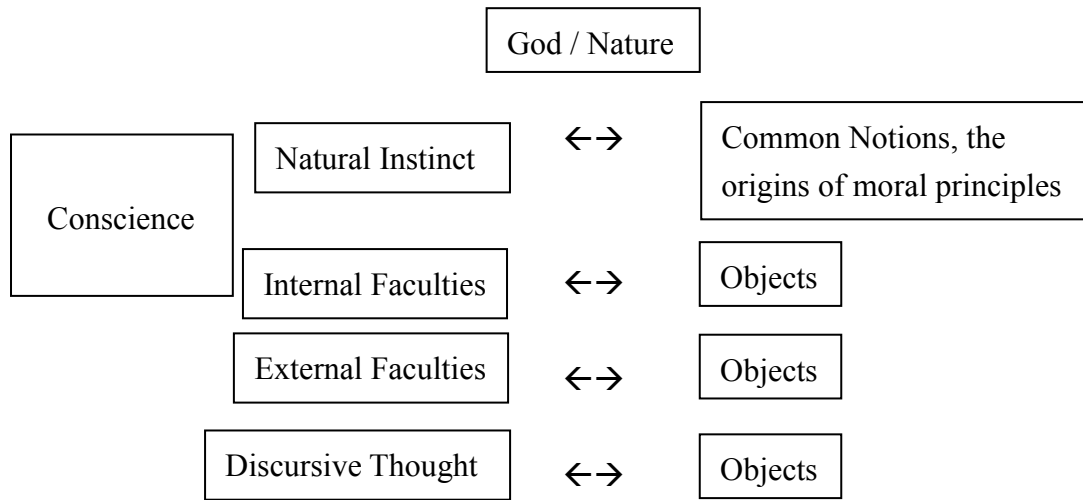 God / Nature
Conscience
Natural Instinct
←→
Common Notions, the
origins of moral principles
Internal Faculties
←→
Objects
External Faculties
←→
Objects
Discursive Thought
←→
Objects